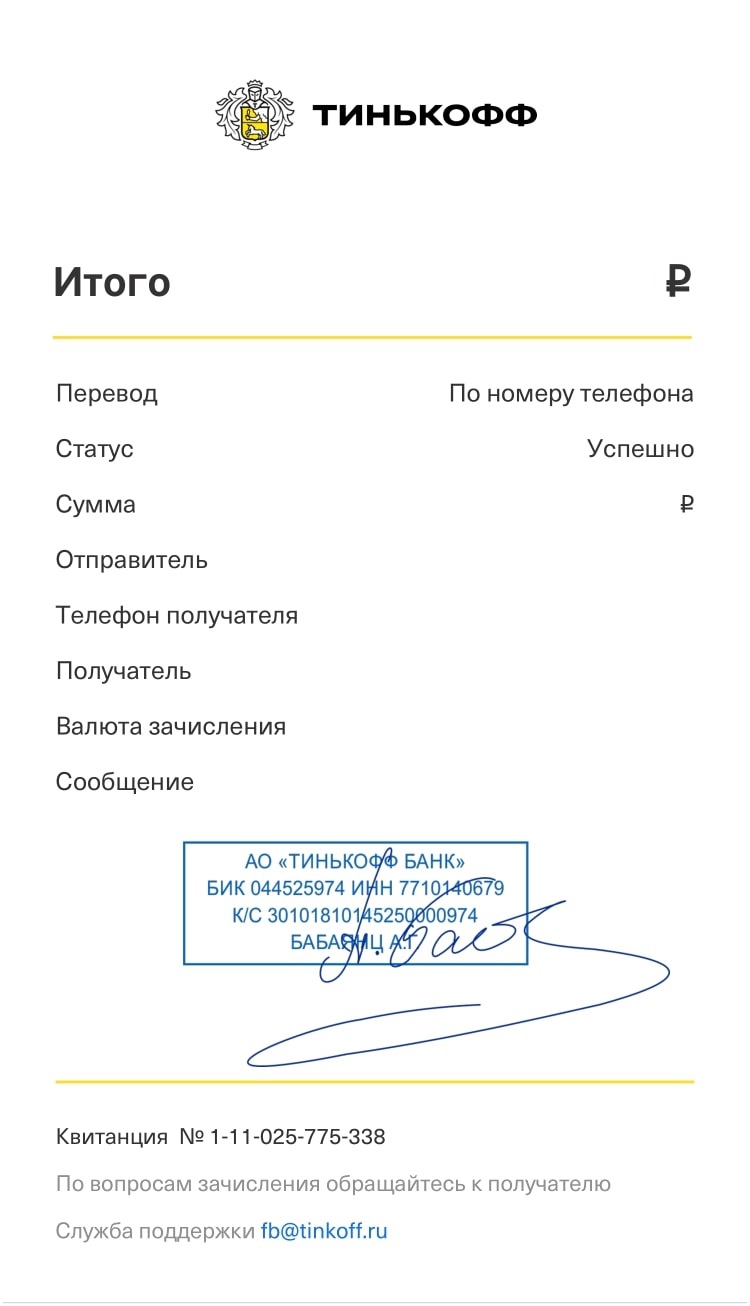 ТИНЬКОФФ
Итого ₽
Перевод По номеру телефона
Статус Успешно
Сумма ₽
Отправитель
Телефон получателя
Получатель
Валюта зачисления
Сообщение
АО «ТИНЬКОФФ БАНК»
БИК 044525974 ИНН 7710140679
К/С 30101810145250000974
БАБАЯНЦ А.Г
Квитанция № 1-11-025-775-338
По вопросам зачисления обращайтесь к получателю
Служба поддержки fb@tinkoff.ru